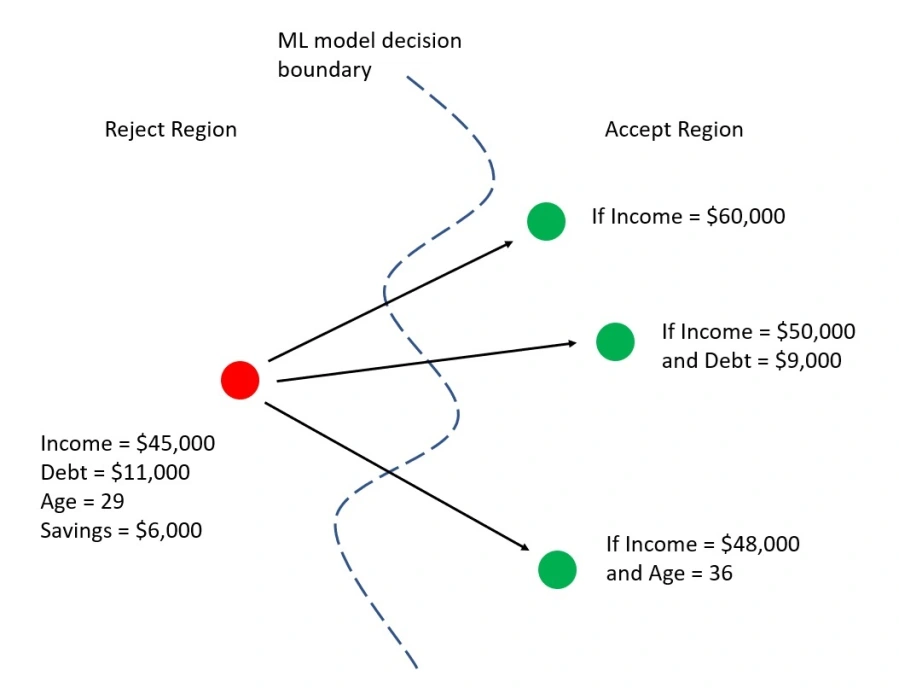 ML model decision
boundary
Reject Region
Accept Region
If Income = $60,000
If Income = $50,000
and Debt = $9,000
Income = $45,000
Debt = $11,000
Age = 29
Savings = $6,000
If Income = $48,000
and Age = 36